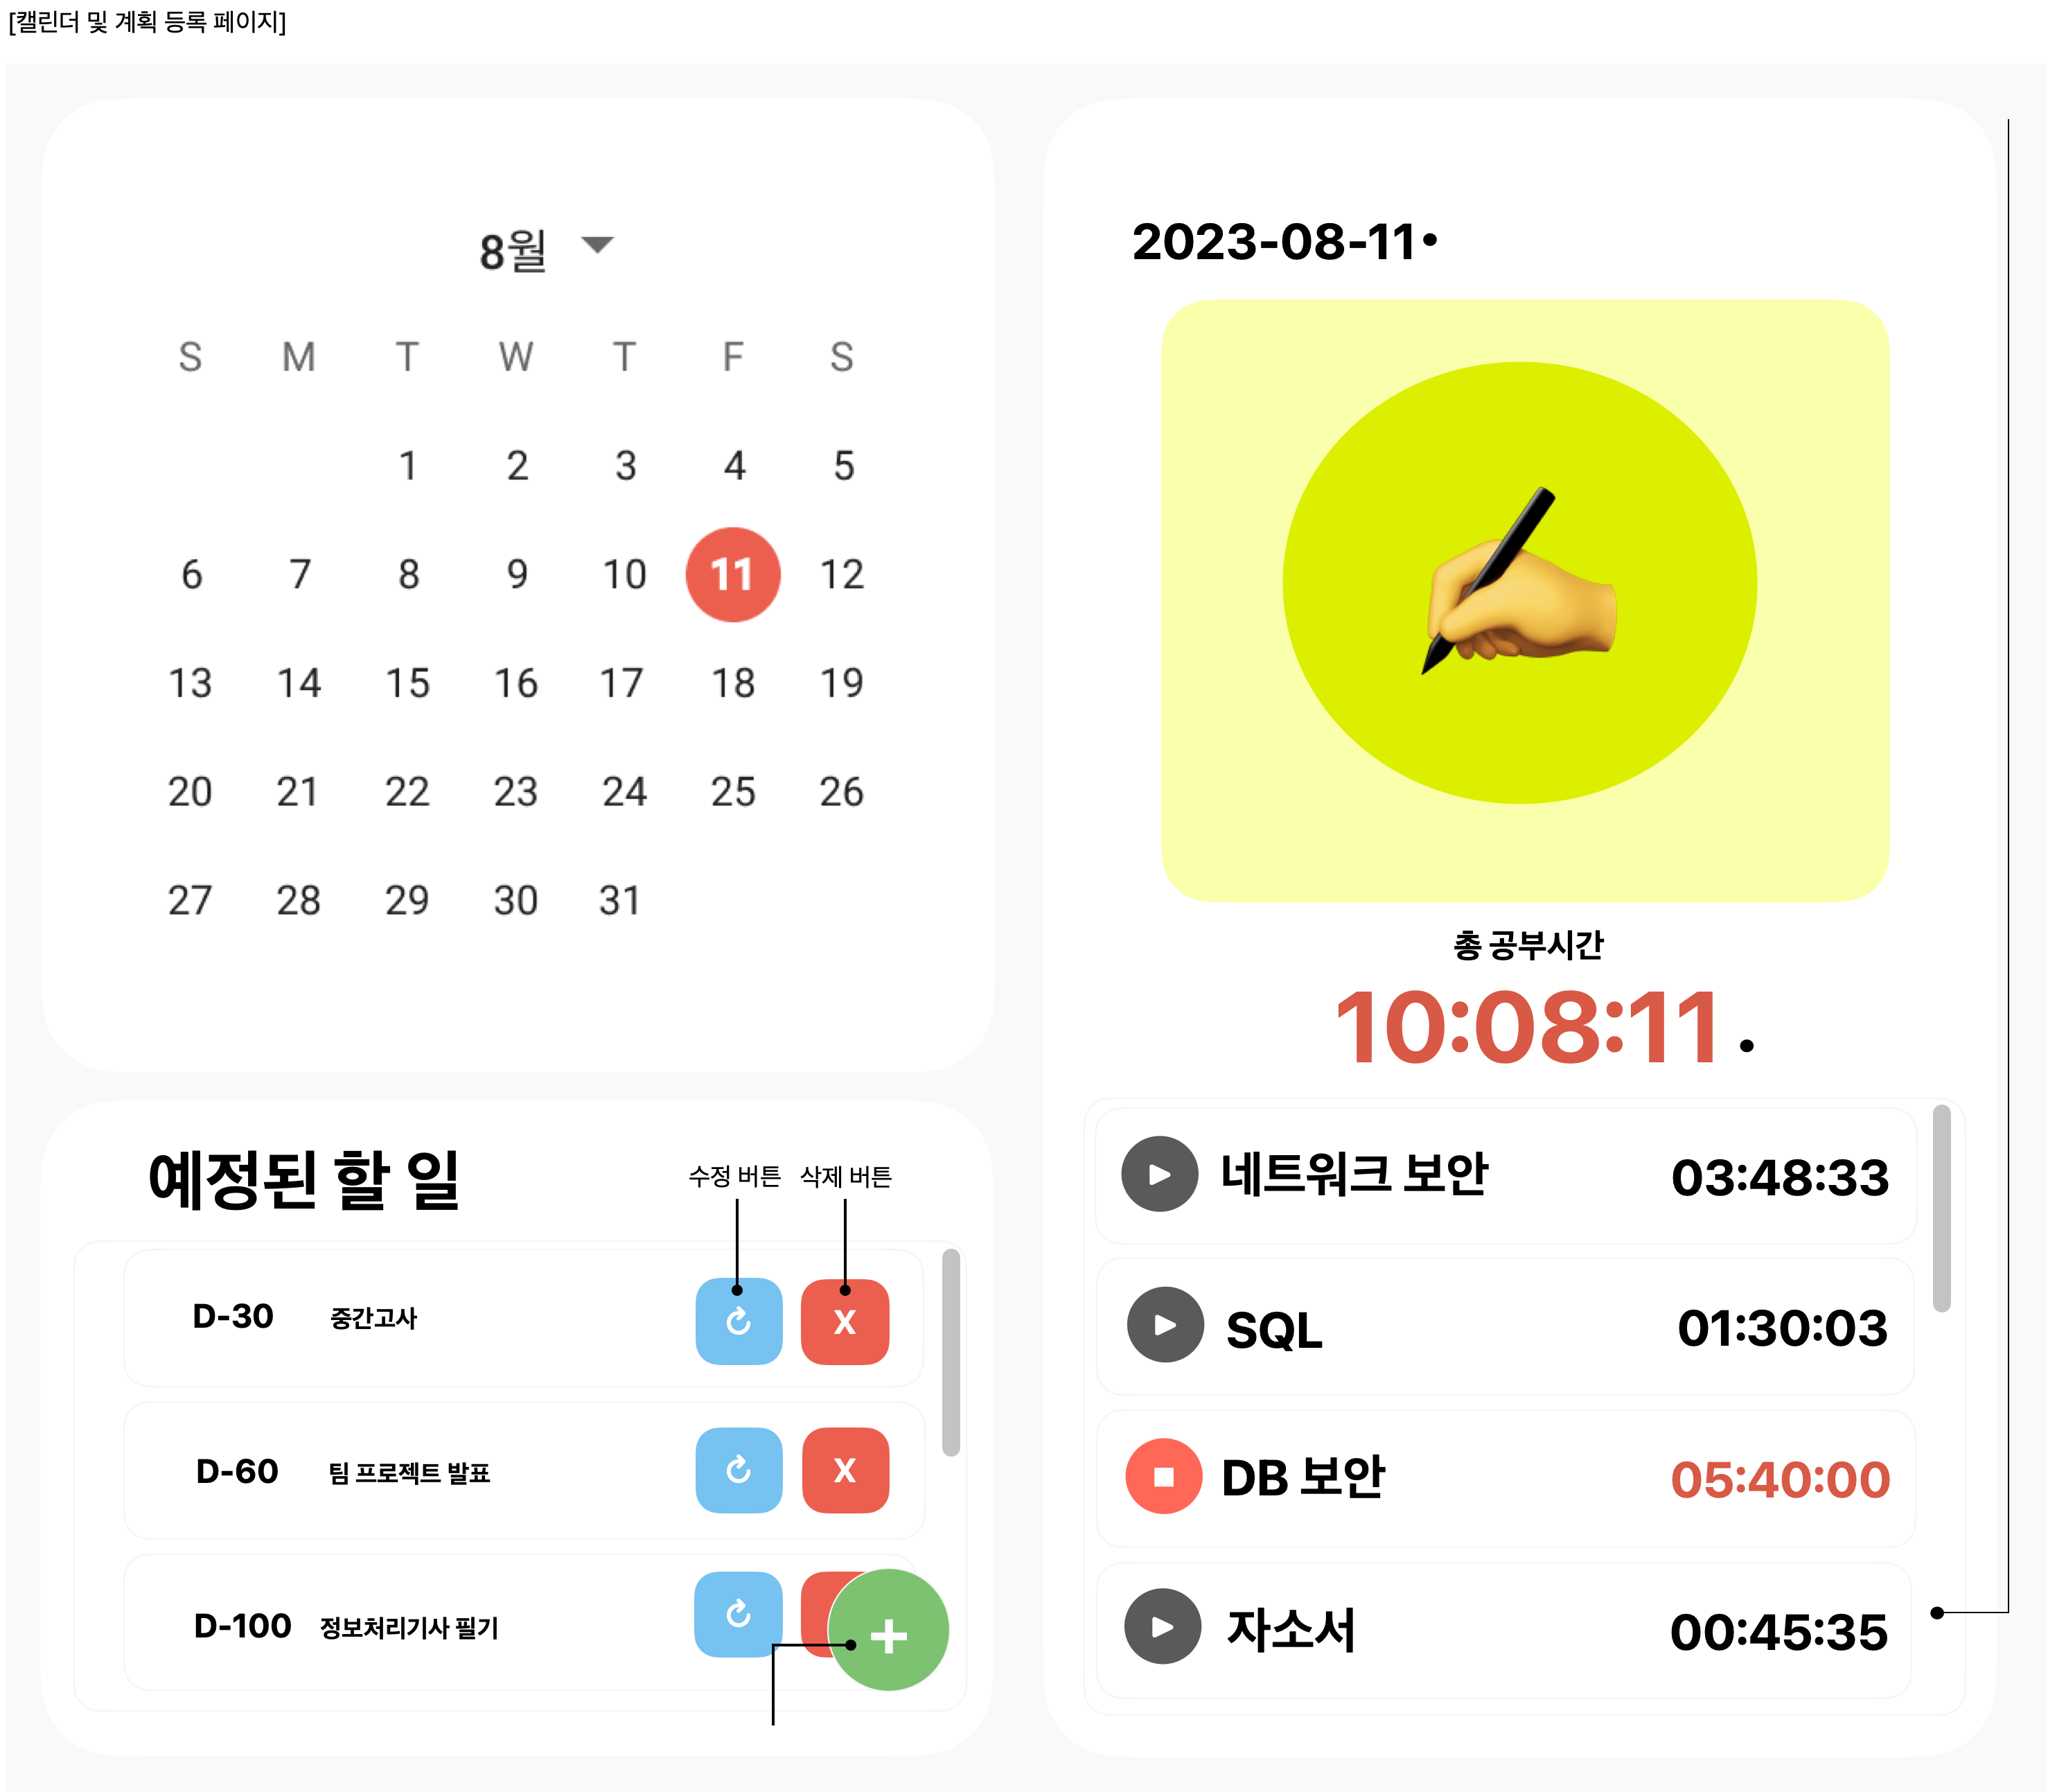 [캘린더 및 계획 등록 페이지]
8월
S M T W T F S
1 2 3 4 5
6 7 8 9 10 11 12
13 14 15 16 17 18 19
20 21 22 23 24 25 26
27 28 29 30 31
예정된 할 일
수정 버튼 삭제 버튼
D-30 중간고사 X
D-60 팀 프로젝트 발표 X
D-100 정보처리기사 필기
+
2023-08-11
총 공부시간
10:08:11
네트워크 보안 03:48:33
SQL 01:30:03
DB 보안 05:40:00
자소서 00:45:35